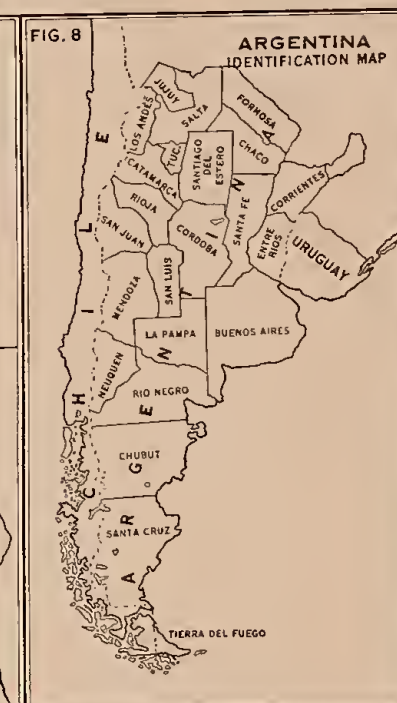 FIG. 8
ARGENTINA
IDENTIFICATION MAP
JUJUY
SALTA
FORMOSA
LOS ANDES
CHACO
TUC.
SANTIAGO
DEL
ESTERO
CATAMARCA
CORRIENTES
RIOJA
SANTA FE
SAN JUAN
CORDOBA
ENTRE
RIOS
URUGUAY
SAN LUIS
MENDOZA
LA PAMPA
BUENOS AIRES
NEUQUEN
RIO NEGRO
CHUBUT
SANTA CRUZ
TIERRA DEL FUEGO
CHILE
ARGENTINA